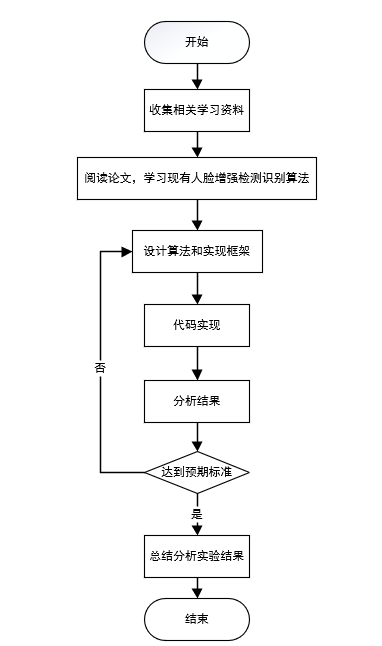 开始
收集相关学习资料
阅读论文，学习现有人脸增强检测识别算法
设计算法和实现框架
代码实现
否
分析结果
达到预期标准
是
总结分析实验结果
结束